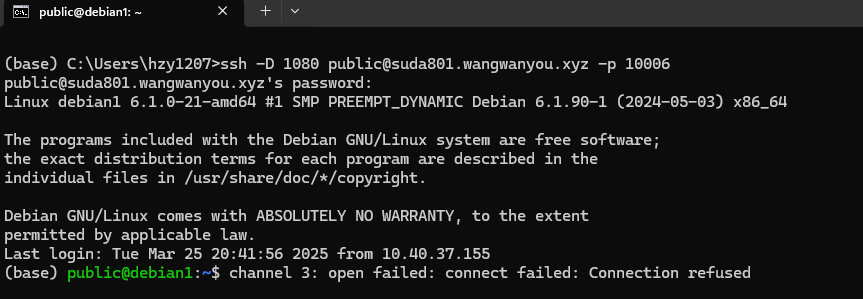 public@debian1: ~
(base) C:\Users\hzy1207>ssh -D 1080 public@suda801.wangwanyou.xyz -p 10006
public@suda801.wangwanyou.xyz's password:
Linux debian1 6.1.0-21-amd64 #1 SMP PREEMPT_DYNAMIC Debian 6.1.90-1 (2024-05-03) x86_64
The programs included with the Debian GNU/Linux system are free software;
the exact distribution terms for each program are described in the
individual files in /usr/share/doc/*/copyright.
Debian GNU/Linux comes with ABSOLUTELY NO WARRANTY, to the extent
permitted by applicable law.
Last login: Tue Mar 25 20:41:56 2025 from 10.40.37.155
(base) public@debian1:~$ channel 3: open failed: connect failed: Connection refused